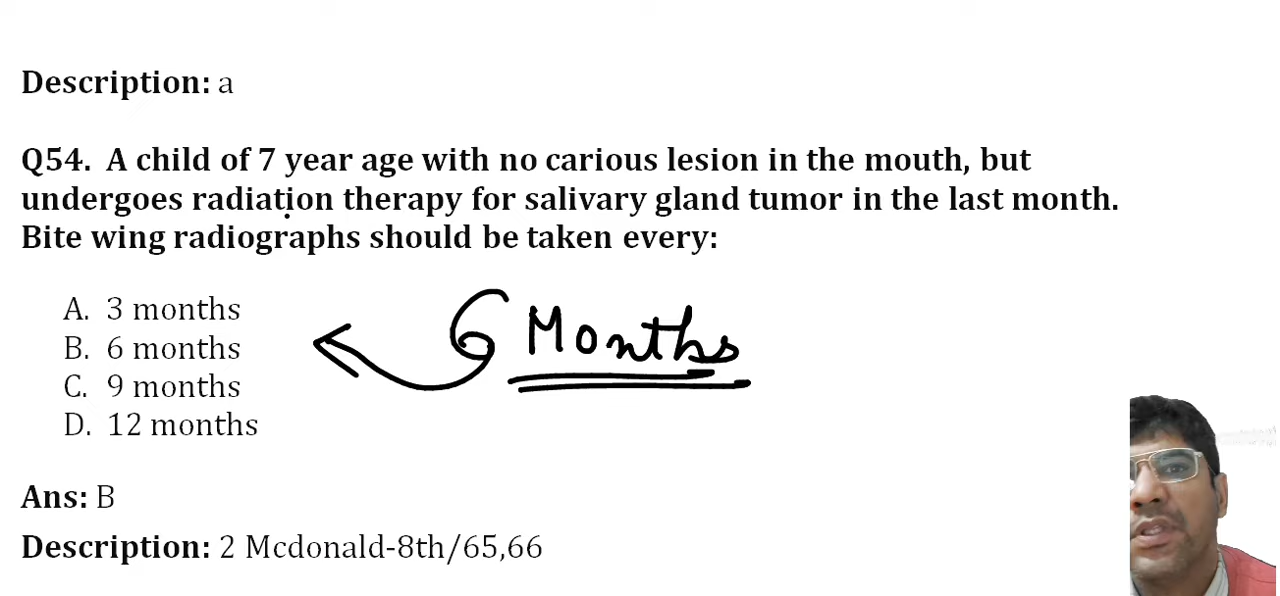 Description: a
Q54. A child of 7 year age with no carious lesion in the mouth, but
undergoes radiation therapy for salivary gland tumor in the last month.
Bite wing radiographs should be taken every:
A. 3 months
B. 6 months
C. 9 months
D. 12 months
6 Months
Ans: B
Description: 2 Mcdonald-8th/65,66